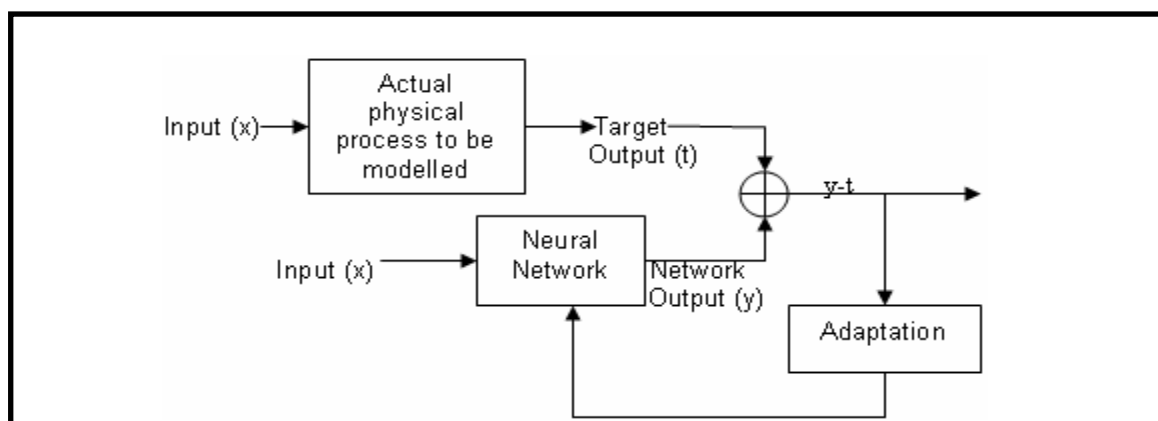 Actual
physical
process to be
modelled
Input (x)
Target
Output (t)
y-t
Neural
Network
Input (x)
Network
Output (y)
Adaptation